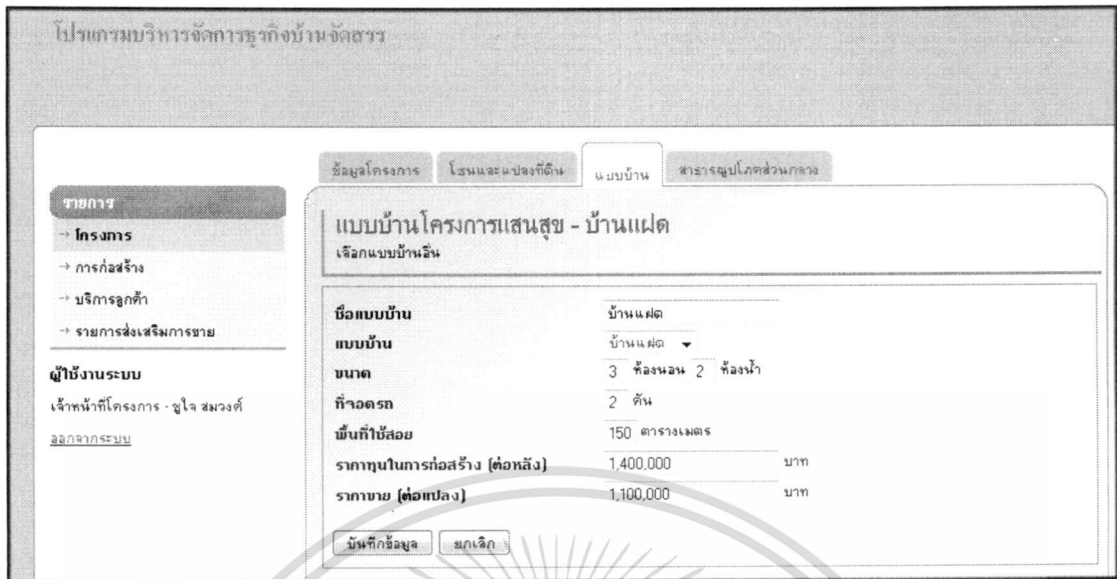 โปรแกรมบริหารจัดการธุรกิจบ้านจัดสรร
ข้อมูลโครงการ โซนและแปลงที่ดิน แบบบ้าน สาธารณูปโภคส่วนกลาง
รายการ
→ โครงการ
→ การก่อสร้าง
→ บริการลูกค้า
→ รายการส่งเสริมการขาย
ผู้ใช้งานระบบ
เจ้าหน้าที่โครงการ - ชูใจ สมวงค์
ออกจากระบบ
แบบบ้านโครงการแสนสุข - บ้านแฝด
เลือกแบบบ้านอื่น
ชื่อแบบบ้าน บ้านแฝด
แบบบ้าน บ้านแฝด
ขนาด 3 ห้องนอน 2 ห้องน้ำ
ที่จอดรถ 2 คัน
พื้นที่ใช้สอย 150 ตารางเมตร
ราคาทุนในการก่อสร้าง (ต่อหลัง) 1,400,000 บาท
ราคาขาย (ต่อแปลง) 1,100,000 บาท
บันทึกข้อมูล ยกเลิก